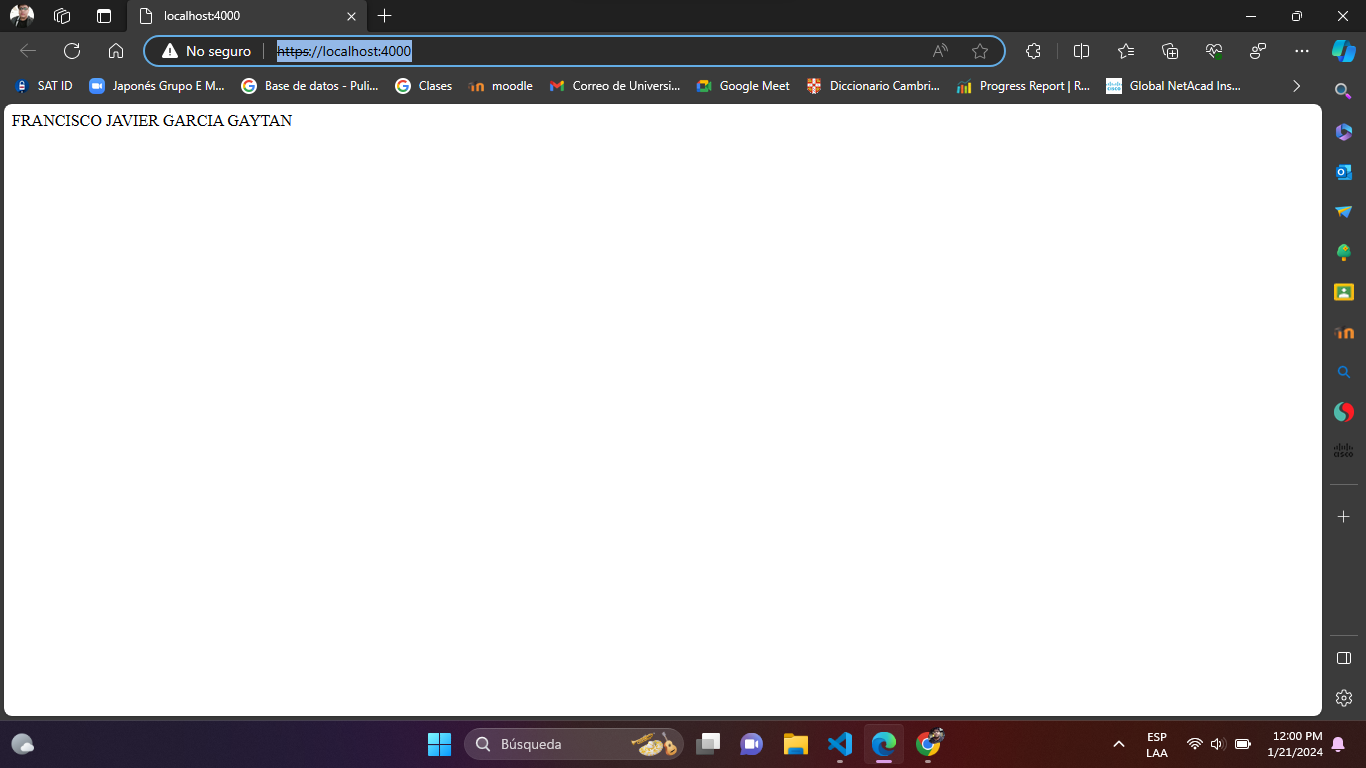 localhost:4000
No seguro
https://localhost:4000
SAT ID
Japonés Grupo E M...
Base de datos - Puli...
Clases
moodle
Correo de Universi...
Google Meet
Diccionario Cambri...
Progress Report | R...
Global NetAcad Ins...
FRANCISCO JAVIER GARCIA GAYTAN
Búsqueda
ESP
LAA
12:00 PM
1/21/2024